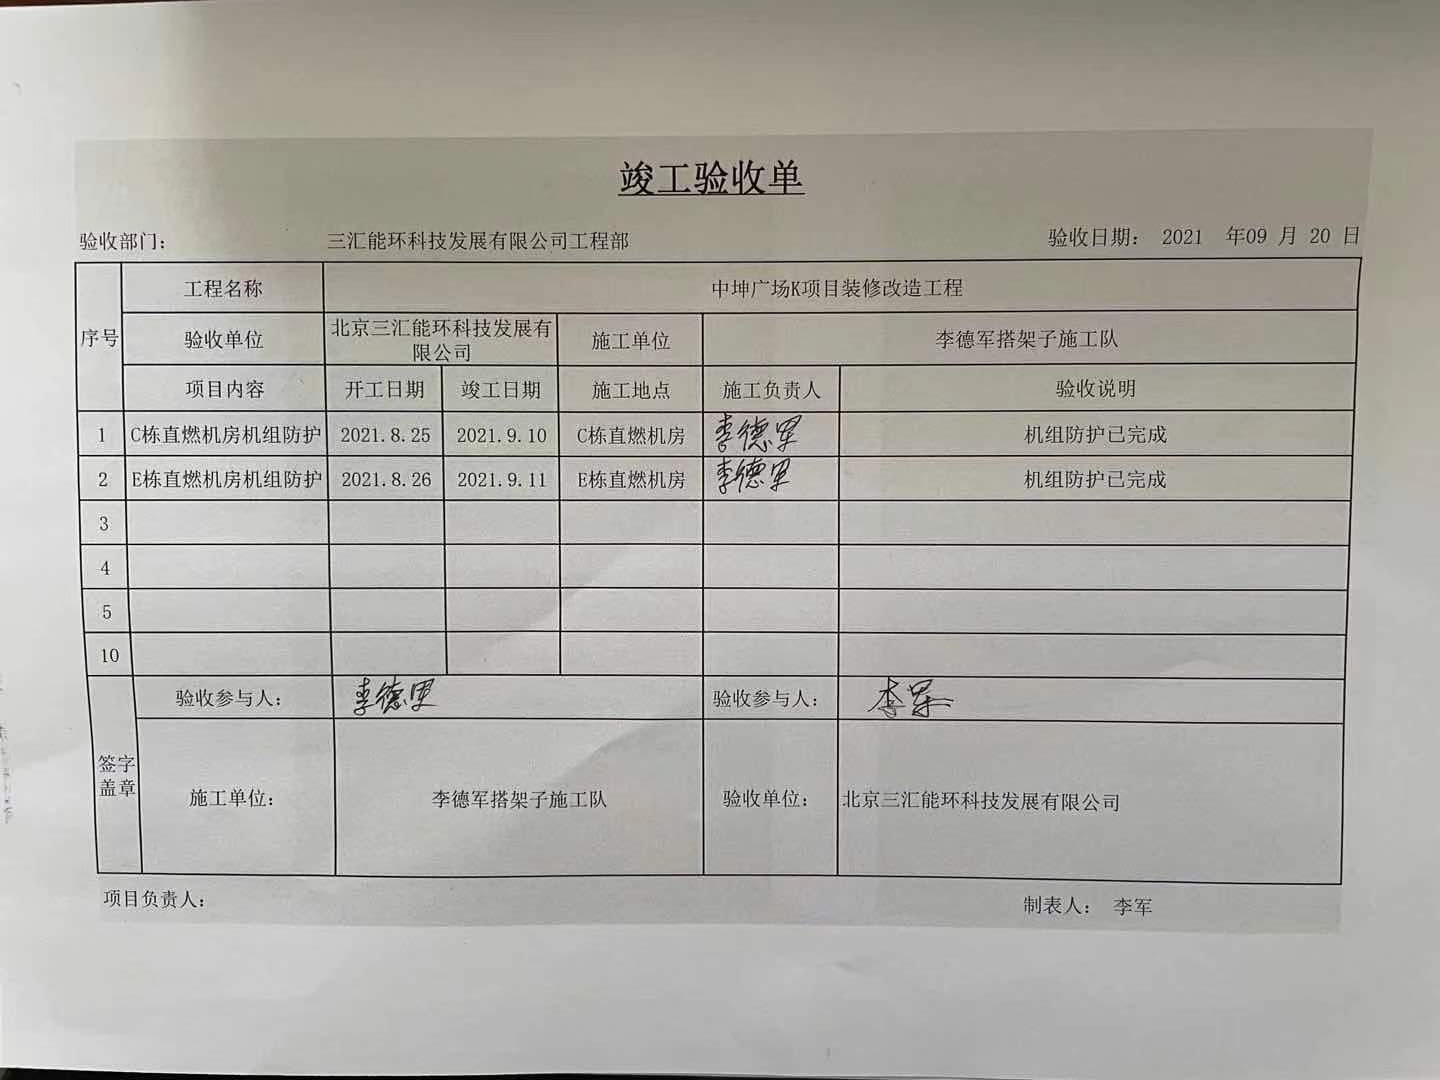 竣工验收单
验收部门： 三汇能环科技发展有限公司工程部 验收日期： 2021 年09 月 20 日
序号 工程名称 中坤广场K项目装修改造工程
验收单位 北京三汇能环科技发展有限公司 施工单位 李德军搭架子施工队
项目内容 开工日期 竣工日期 施工地点 施工负责人 验收说明
1 C栋直燃机房机组防护 2021.8.25 2021.9.10 C栋直燃机房 李德军 机组防护已完成
2 E栋直燃机房机组防护 2021.8.26 2021.9.11 E栋直燃机房 李德军 机组防护已完成
3
4
5
10
签字盖章 验收参与人： 李德军 验收参与人： 李军
施工单位： 李德军搭架子施工队 验收单位： 北京三汇能环科技发展有限公司
项目负责人： 制表人： 李军